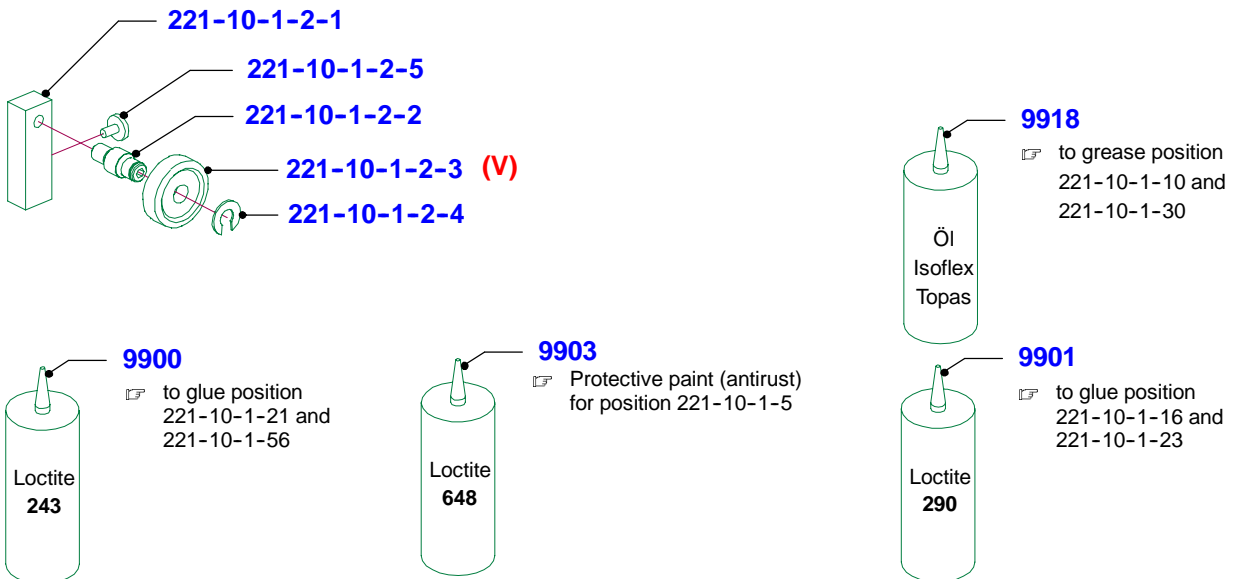 221-10-1-2-1
221-10-1-2-5
221-10-1-2-2
221-10-1-2-3 (V)
221-10-1-2-4
9918
☞ to grease position
221-10-1-10 and
221-10-1-30
Öl
Isoflex
Topas
9900
☞ to glue position
221-10-1-21 and
221-10-1-56
Loctite
243
9903
☞ Protective paint (antirust)
for position 221-10-1-5
Loctite
648
9901
☞ to glue position
221-10-1-16 and
221-10-1-23
Loctite
290